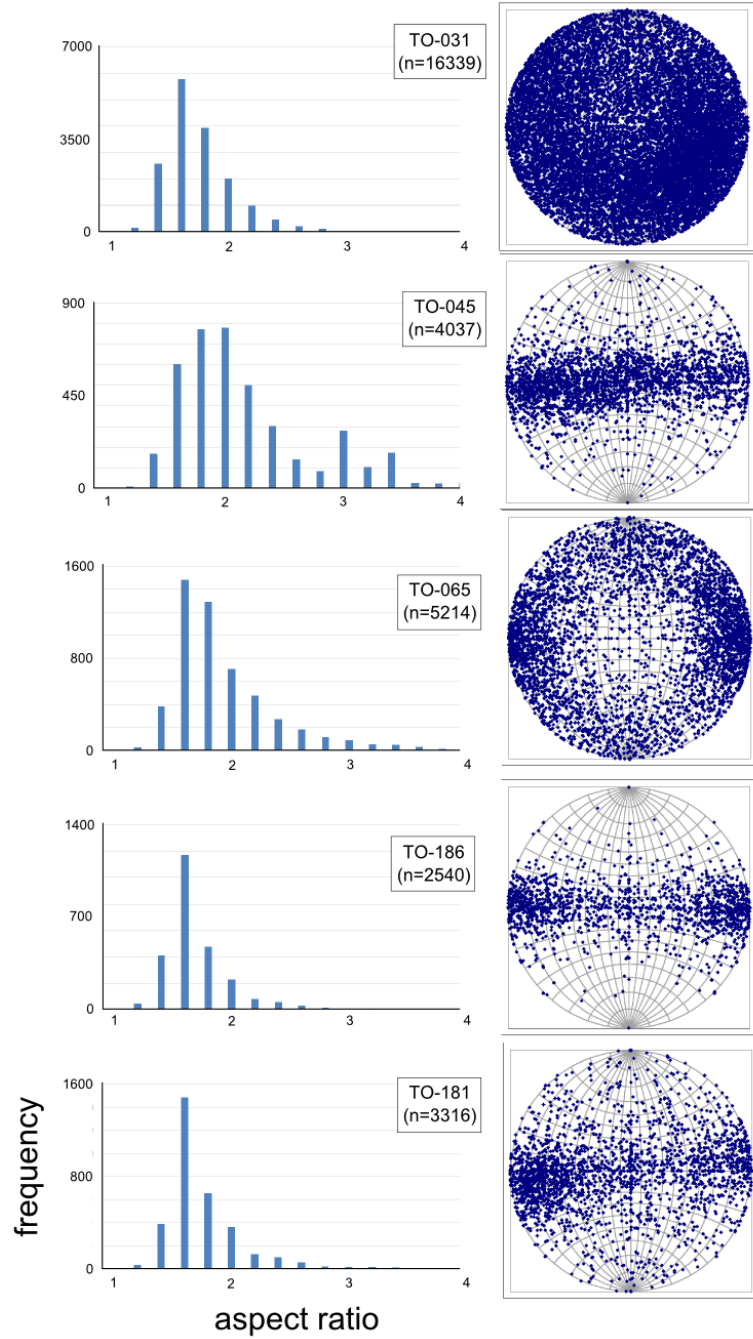 7000
TO-031
(n=16339)
3500
0
1 2 3 4
900
TO-045
(n=4037)
450
0
1 2 3 4
1600
TO-065
(n=5214)
800
0
1 2 3 4
1400
TO-186
(n=2540)
700
0
1 2 3 4
1600
TO-181
(n=3316)
800
0
1 2 3 4
frequency
aspect ratio